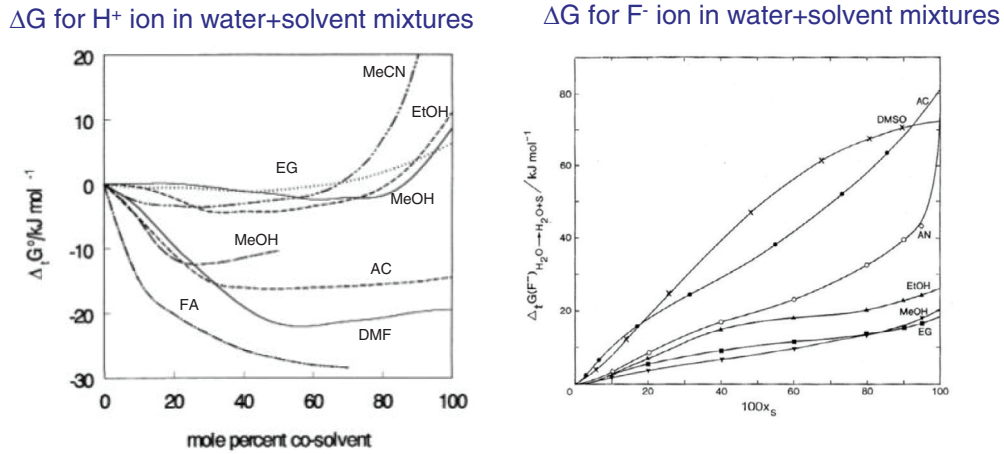 ΔG for H⁺ ion in water+solvent mixtures
ΔG for F⁻ ion in water+solvent mixtures
20
10
0
-10
-20
-30
0
20
40
60
80
100
ΔₜG°/kJ mol ⁻¹
mole percent co-solvent
MeCN
EtOH
EG
MeOH
MeOH
AC
FA
DMF
80
60
40
20
0
20
40
60
80
100
ΔₜG(F⁻)H₂O→H₂O+S / kJ mol⁻¹
100xₛ
AC
DMSO
AN
EtOH
MeOH
EG